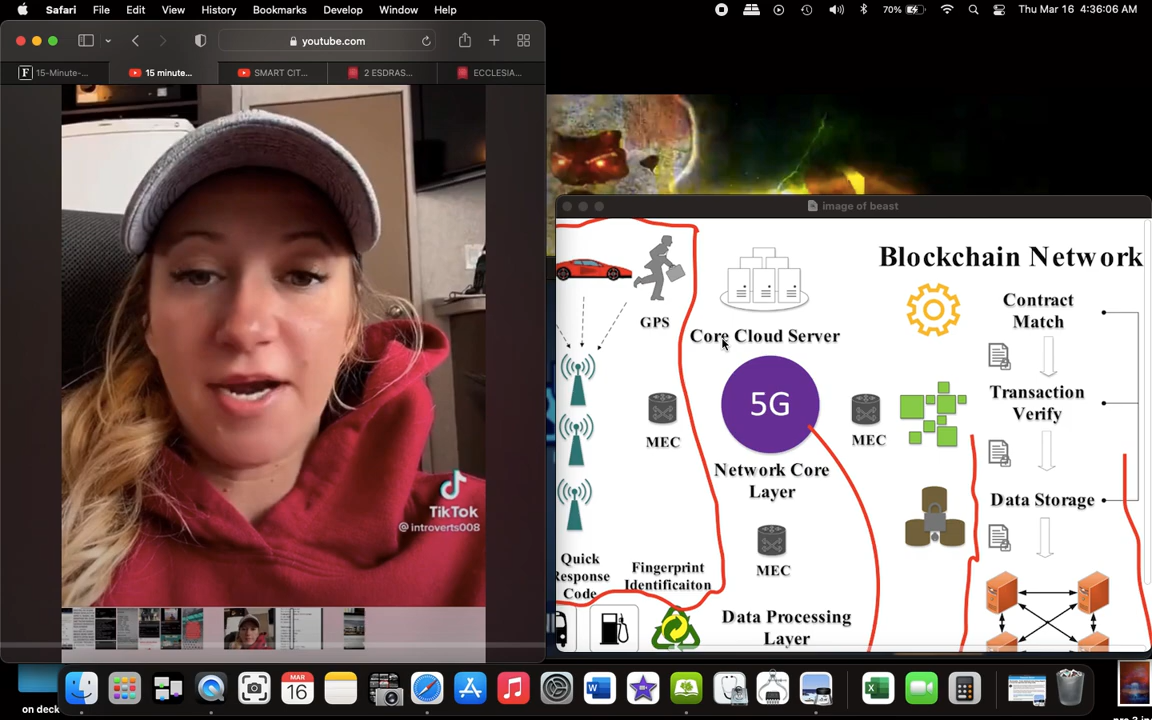 Safari File Edit View History Bookmarks Develop Window Help 70% Thu Mar 16 4:36:06 AM
youtube.com
F 15-Minute-... 15 minute... SMART CIT... 2 ESDRAS... ECCLESIA...
image of beast
Blockchain Network
GPS
Core Cloud Server
Contract
Match
5G
MEC
MEC
Transaction
Verify
Network Core
Layer
Data Storage
TikTok
@introverts008
MEC
Quick
Response
Code
Fingerprint
Identificaiton
Data Processing
Layer
MAR
16
W
X
on deck